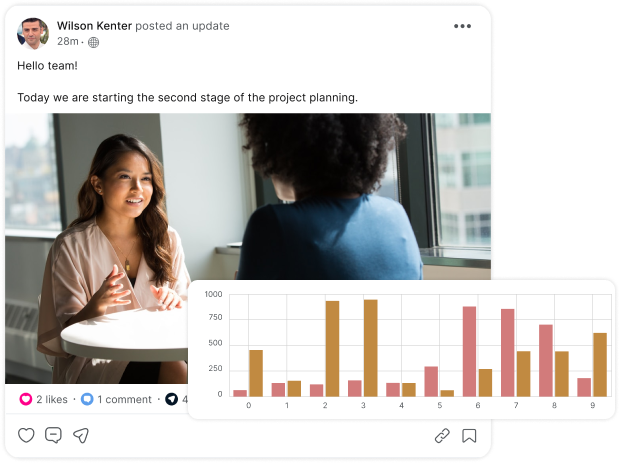 Wilson Kenter posted an update
28m ·
Hello team!
Today we are starting the second stage of the project planning.
2 likes · 1 comment · 4
1000
750
500
250
0
0 1 2 3 4 5 6 7 8 9